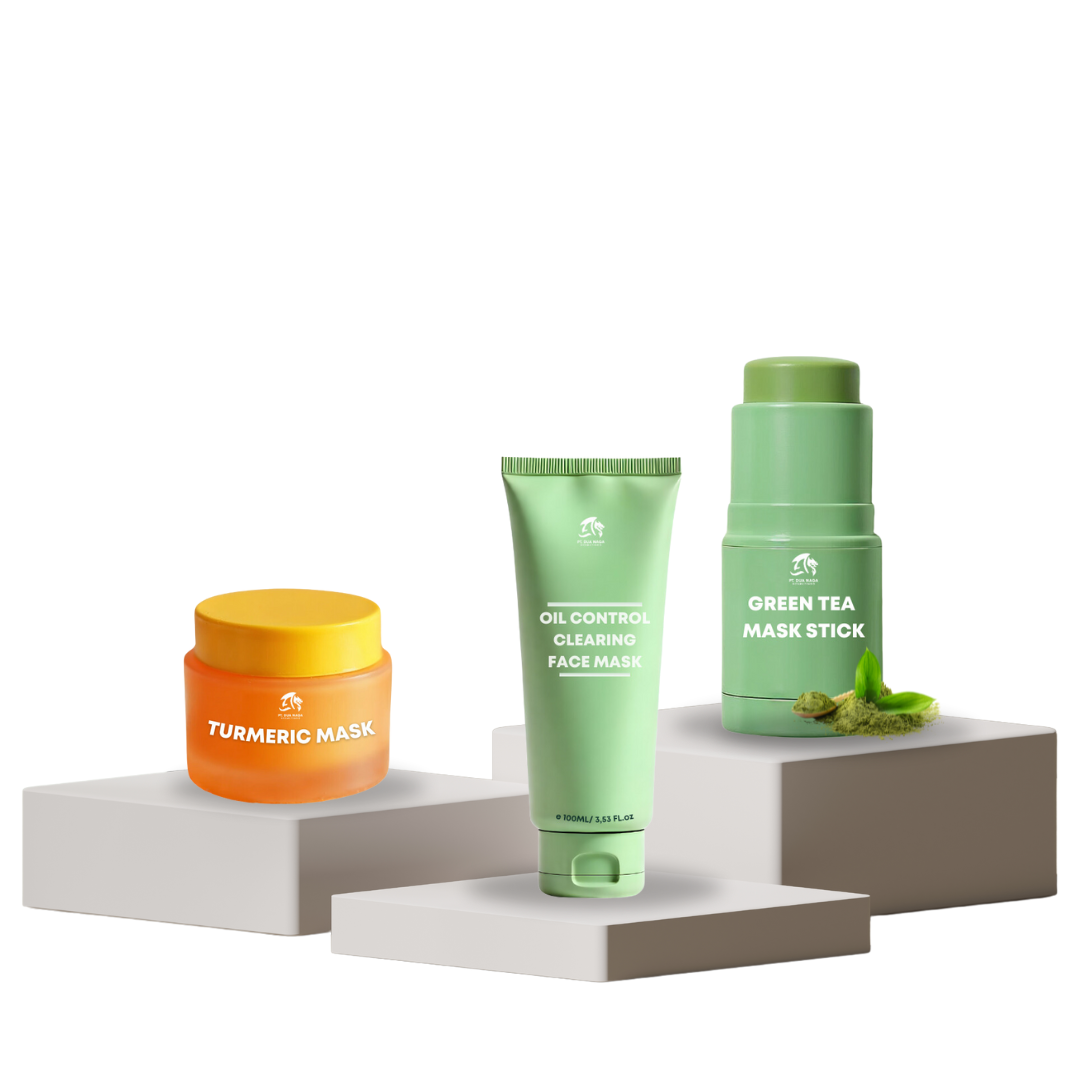 TURMERIC MASK
OIL CONTROL
CLEARING
FACE MASK
100ML/ 3,53 FL.OZ
GREEN TEA
MASK STICK